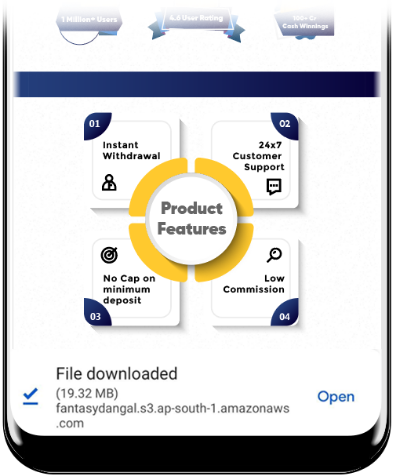 1 Million+ Users
4.6 User Rating
100+ Cr
Cash Winnings
01
Instant
Withdrawal
02
24x7
Customer
Support
Product
Features
No Cap on
minimum
deposit
03
Low
Commission
04
File downloaded
(19.32 MB)
fantasydangal.s3.ap-south-1.amazonaws
.com
Open